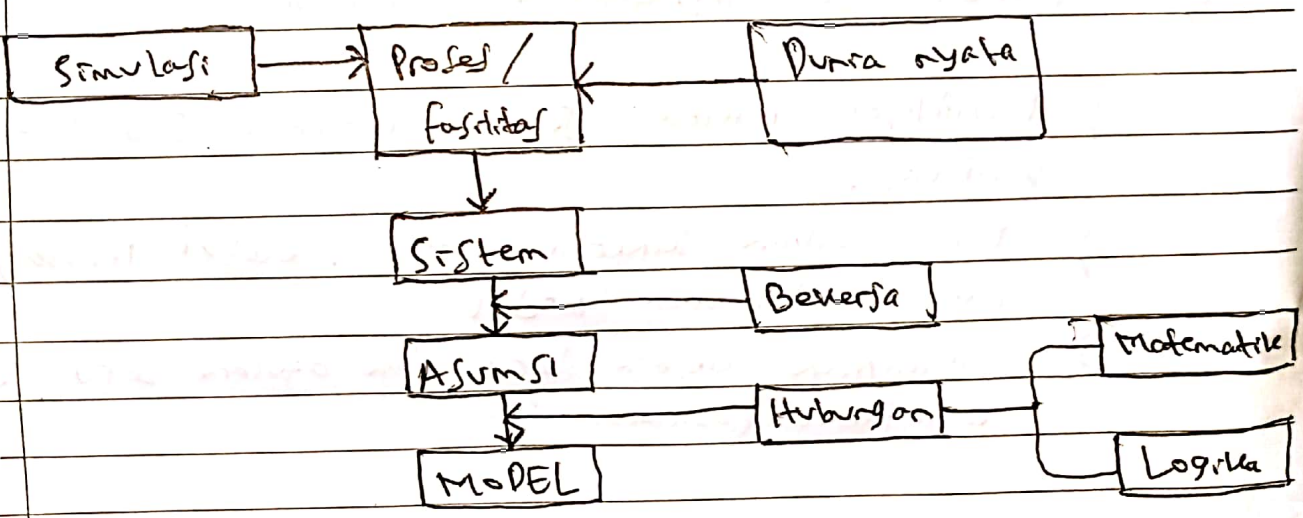 Simulasi
Proses /
fasilitas
Dunia nyata
Sistem
Bekerja
Asumsi
Matematik
Hubungan
MODEL
Logika